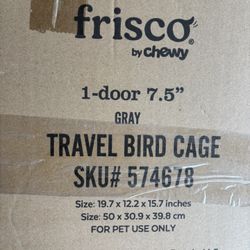 frisco®
by chewy
1-door 7.5"
GRAY
TRAVEL BIRD CAGE
SKU# 574678
Size: 19.7 x 12.2 x 15.7 inches
Size: 50 x 30.9 x 39.8 cm
FOR PET USE ONLY